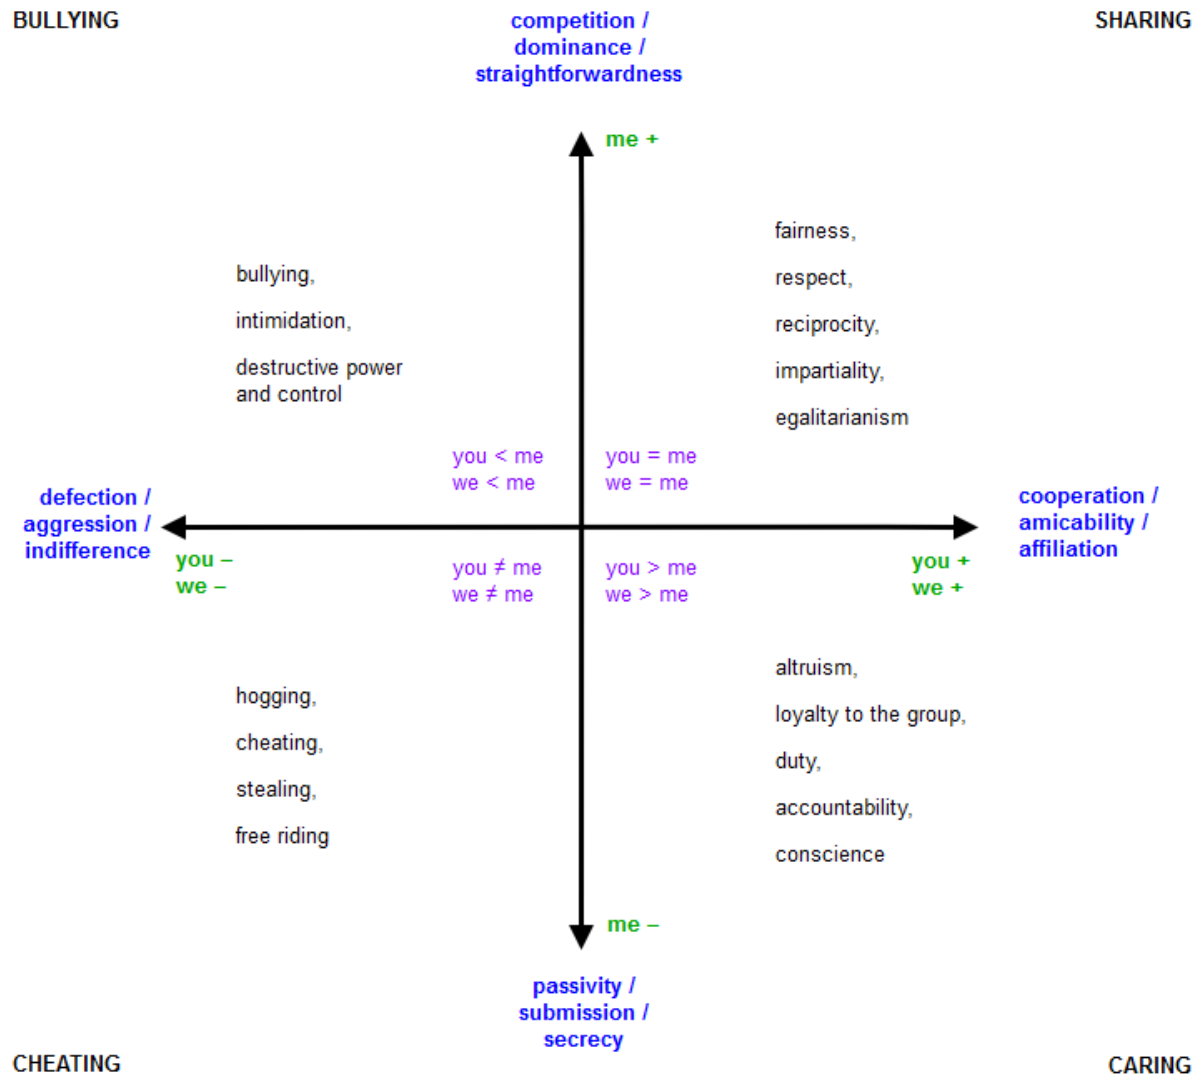 BULLYING
competition /
dominance /
straightforwardness
SHARING
me +
fairness,
respect,
reciprocity,
impartiality,
egalitarianism
bullying,
intimidation,
destructive power
and control
you < me
we < me
you = me
we = me
defection /
aggression /
indifference
cooperation /
amicability /
affiliation
you –
we –
you ≠ me
we ≠ me
you > me
we > me
you +
we +
hogging,
cheating,
stealing,
free riding
altruism,
loyalty to the group,
duty,
accountability,
conscience
me –
passivity /
submission /
secrecy
CHEATING
CARING